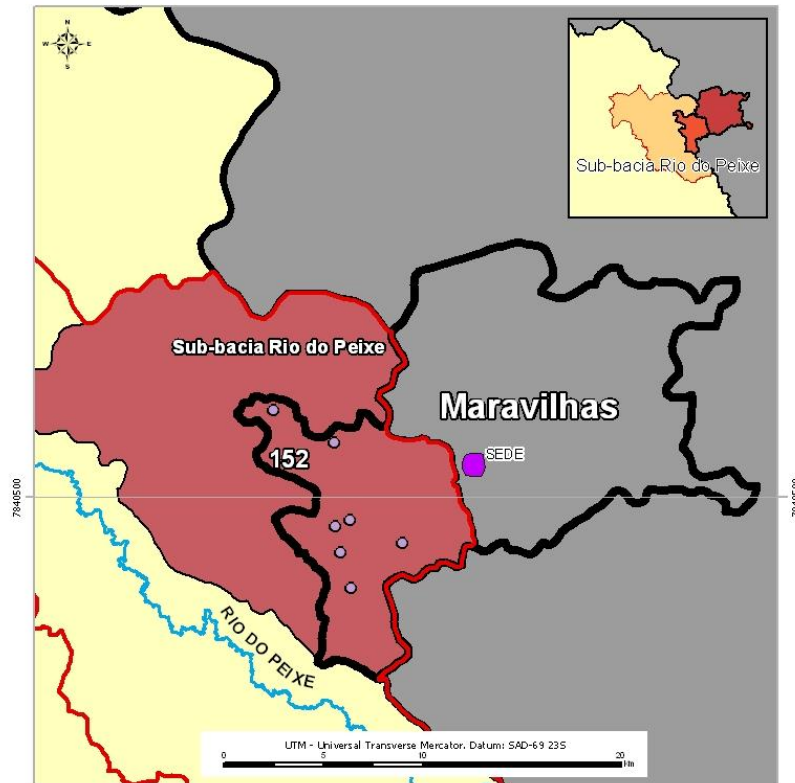 N
W E
S
Sub-bacia Rio do Peixe
Sub-bacia Rio do Peixe
Maravilhas
152
SEDE
7840500
7840500
RIO DO PEIXE
UTM - Universal Transverse Mercator. Datum: SAD-69 23S
0 5 10 20
Km